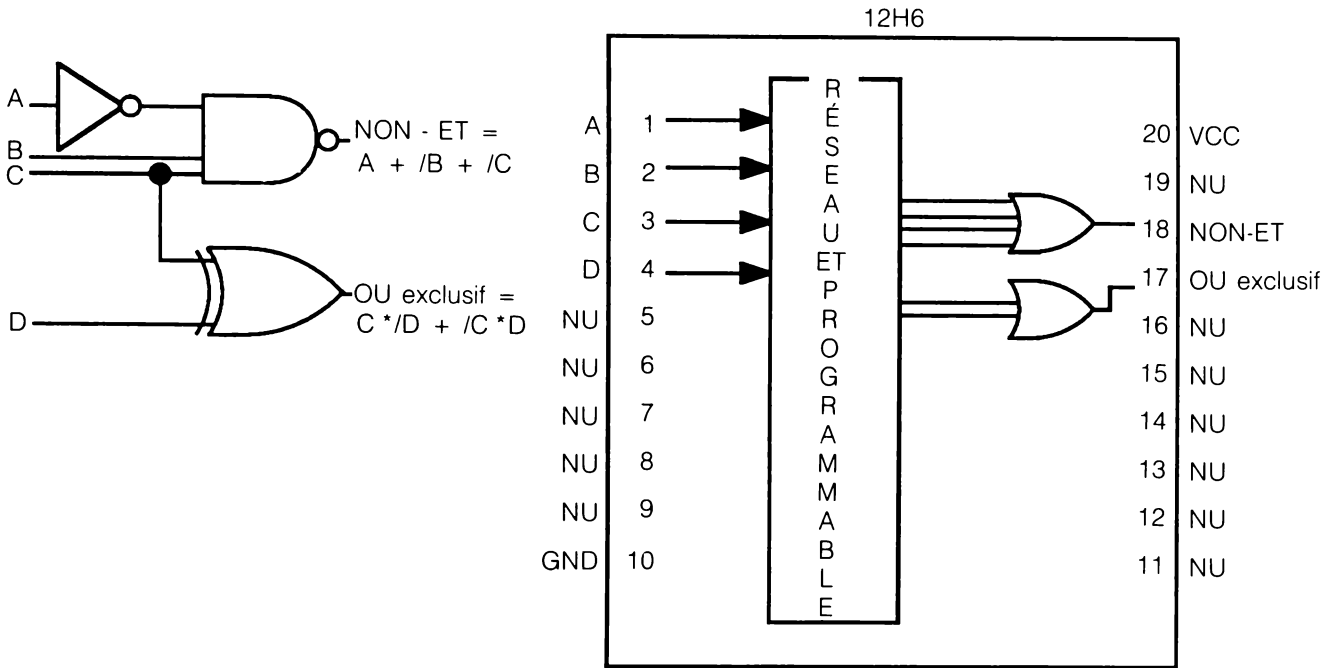 12H6
A
B
C
D
NON - ET =
A + /B + /C
OU exclusif =
C */D + /C *D
A 1
B 2
C 3
D 4
NU 5
NU 6
NU 7
NU 8
NU 9
GND 10
RÉSEAU ET PROGRAMMABLE
20 VCC
19 NU
18 NON-ET
17 OU exclusif
16 NU
15 NU
14 NU
13 NU
12 NU
11 NU